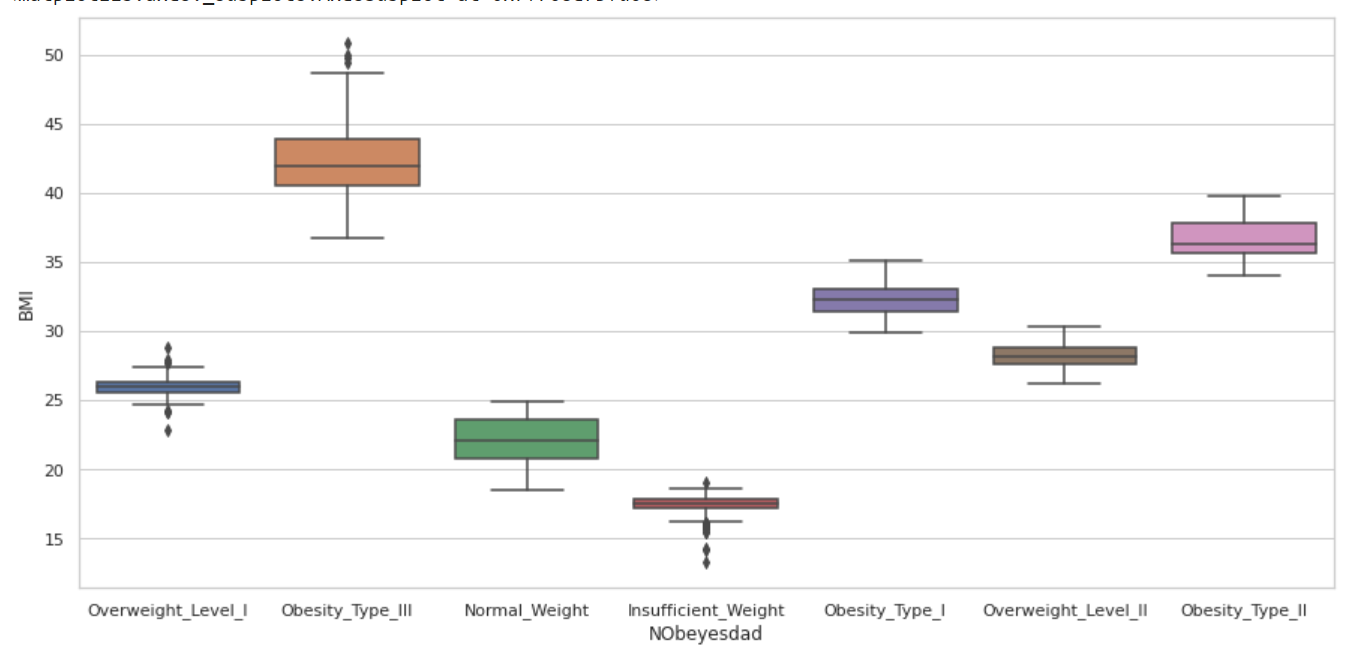 50
45
40
35
30
25
20
15
BMI
Overweight_Level_I Obesity_Type_III Normal_Weight Insufficient_Weight Obesity_Type_I Overweight_Level_II Obesity_Type_II
NObeyesdad